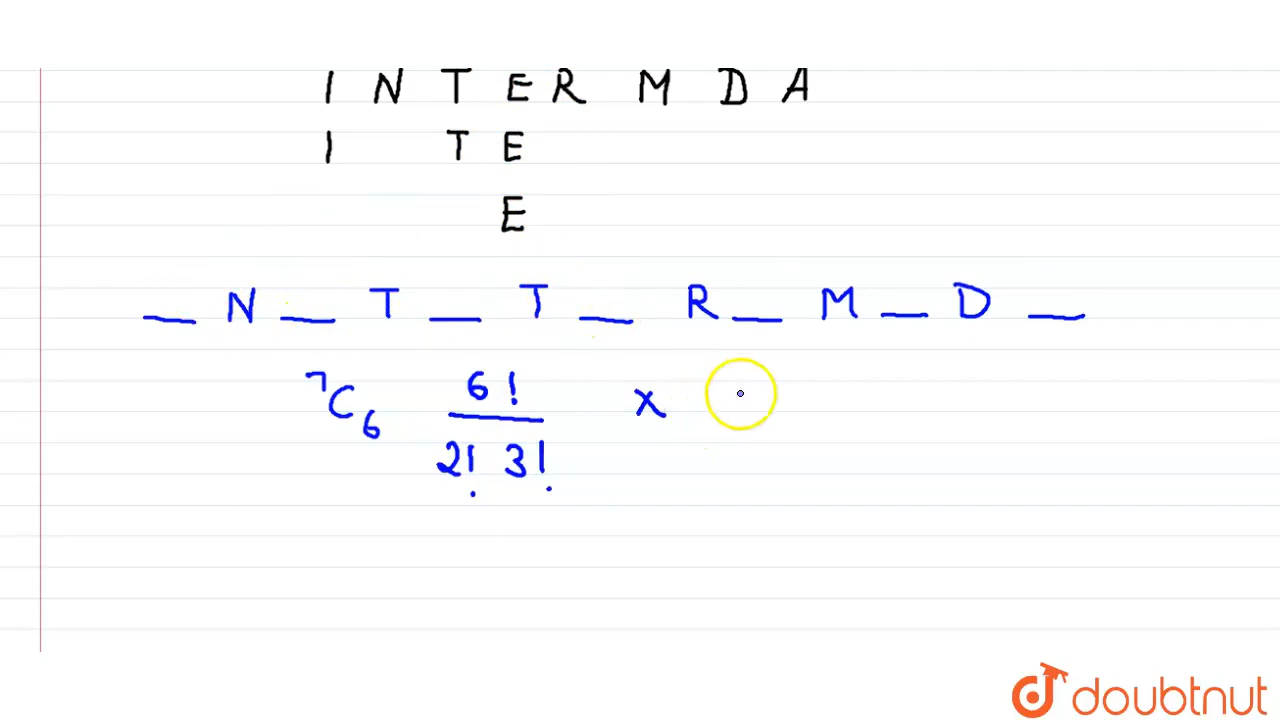 I N T E R M D A
I T E
E
_ N _ T _ T _ R _ M _ D _
⁷C₆ 6! / 2! 3! x
doubtnut